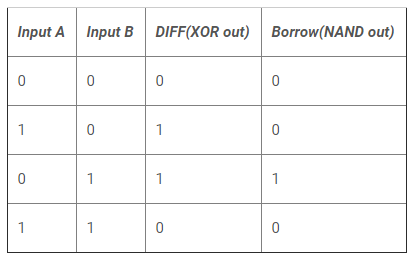 Input A Input B DIFF(XOR out) Borrow(NAND out)
0 0 0 0
1 0 1 0
0 1 1 1
1 1 0 0